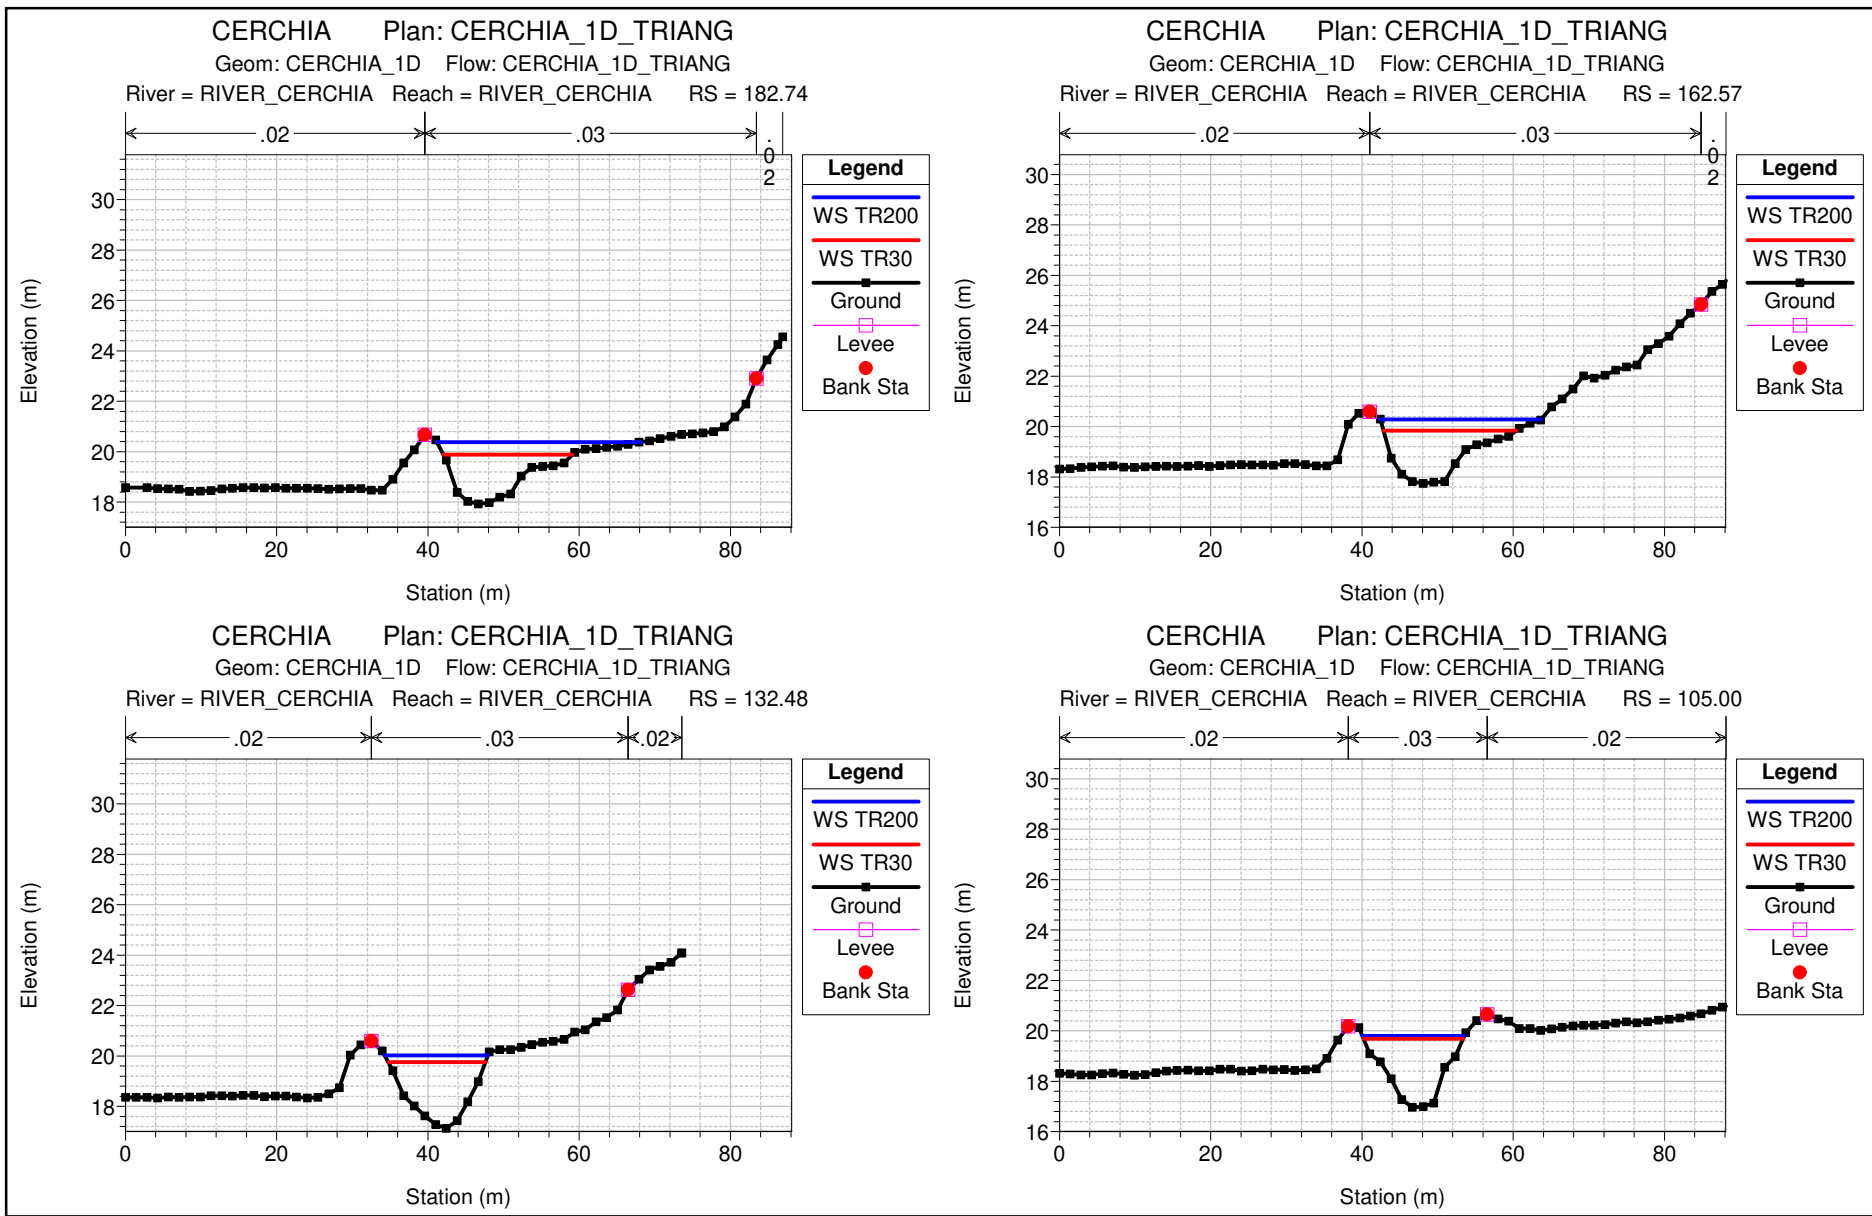 CERCHIA Plan: CERCHIA_1D_TRIANG
Geom: CERCHIA_1D Flow: CERCHIA_1D_TRIANG
River = RIVER_CERCHIA Reach = RIVER_CERCHIA RS = 182.74
.02 .03 .02
Legend
WS TR200
WS TR30
Ground
Levee
Bank Sta
30
28
26
24
22
20
18
Elevation (m)
0 20 40 60 80
Station (m)
CERCHIA Plan: CERCHIA_1D_TRIANG
Geom: CERCHIA_1D Flow: CERCHIA_1D_TRIANG
River = RIVER_CERCHIA Reach = RIVER_CERCHIA RS = 162.57
.02 .03 .02
Legend
WS TR200
WS TR30
Ground
Levee
Bank Sta
30
28
26
24
22
20
18
16
Elevation (m)
0 20 40 60 80
Station (m)
CERCHIA Plan: CERCHIA_1D_TRIANG
Geom: CERCHIA_1D Flow: CERCHIA_1D_TRIANG
River = RIVER_CERCHIA Reach = RIVER_CERCHIA RS = 132.48
.02 .03 .02
Legend
WS TR200
WS TR30
Ground
Levee
Bank Sta
30
28
26
24
22
20
18
Elevation (m)
0 20 40 60 80
Station (m)
CERCHIA Plan: CERCHIA_1D_TRIANG
Geom: CERCHIA_1D Flow: CERCHIA_1D_TRIANG
River = RIVER_CERCHIA Reach = RIVER_CERCHIA RS = 105.00
.02 .03 .02
Legend
WS TR200
WS TR30
Ground
Levee
Bank Sta
30
28
26
24
22
20
18
16
Elevation (m)
0 20 40 60 80
Station (m)